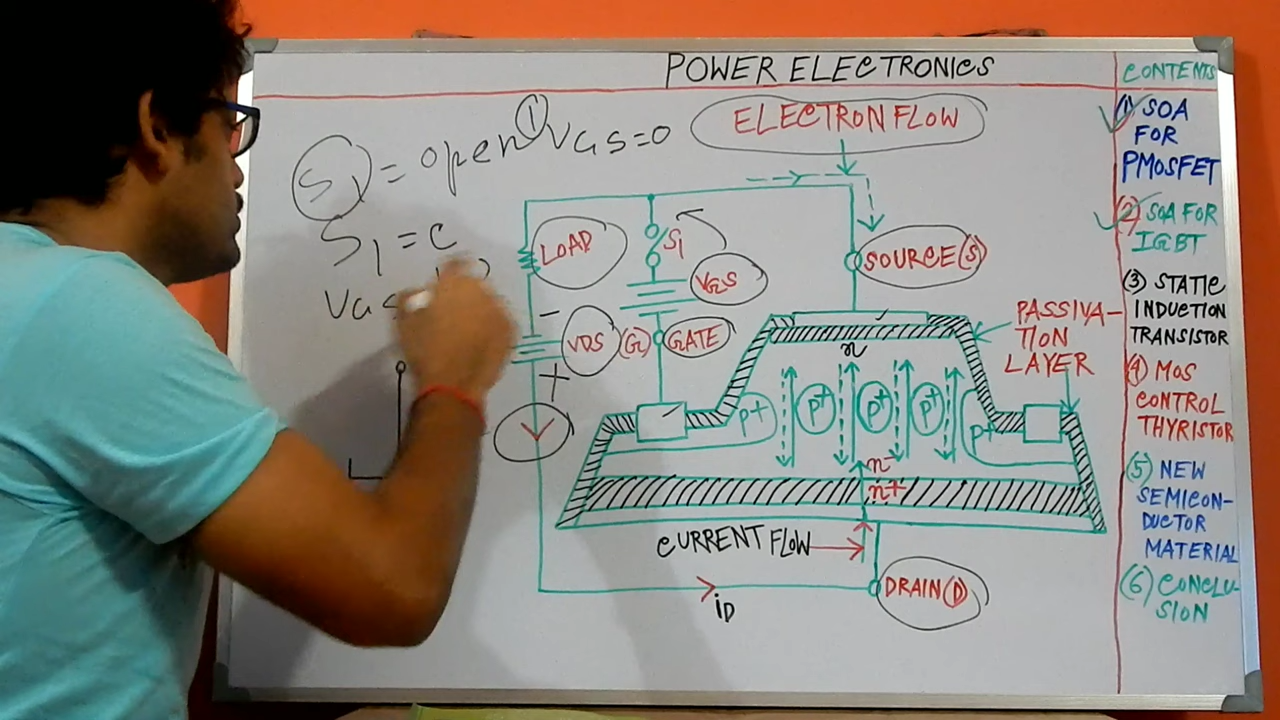 POWER ELECTRONICS
CONTENTS
(1) SOA
FOR
PMOSFET
(2) SOA FOR
IGBT
(3) STATIC
INDUCTION
TRANSISTOR
(4) MOS
CONTROL
THYRISTOR
(5) NEW
SEMICON-
DUCTOR
MATERIAL
(6) CONCLU-
SION
ELECTRON FLOW
S1 = open
(1) VGS=0
S1 = C
LOAD
S1
VGS
SOURCE(S)
- VDS (G) GATE
+
PASSIVA-
TION
LAYER
n
P+ P+ P+ P+ P+
n-
n+
CURRENT FLOW
iD
DRAIN(D)